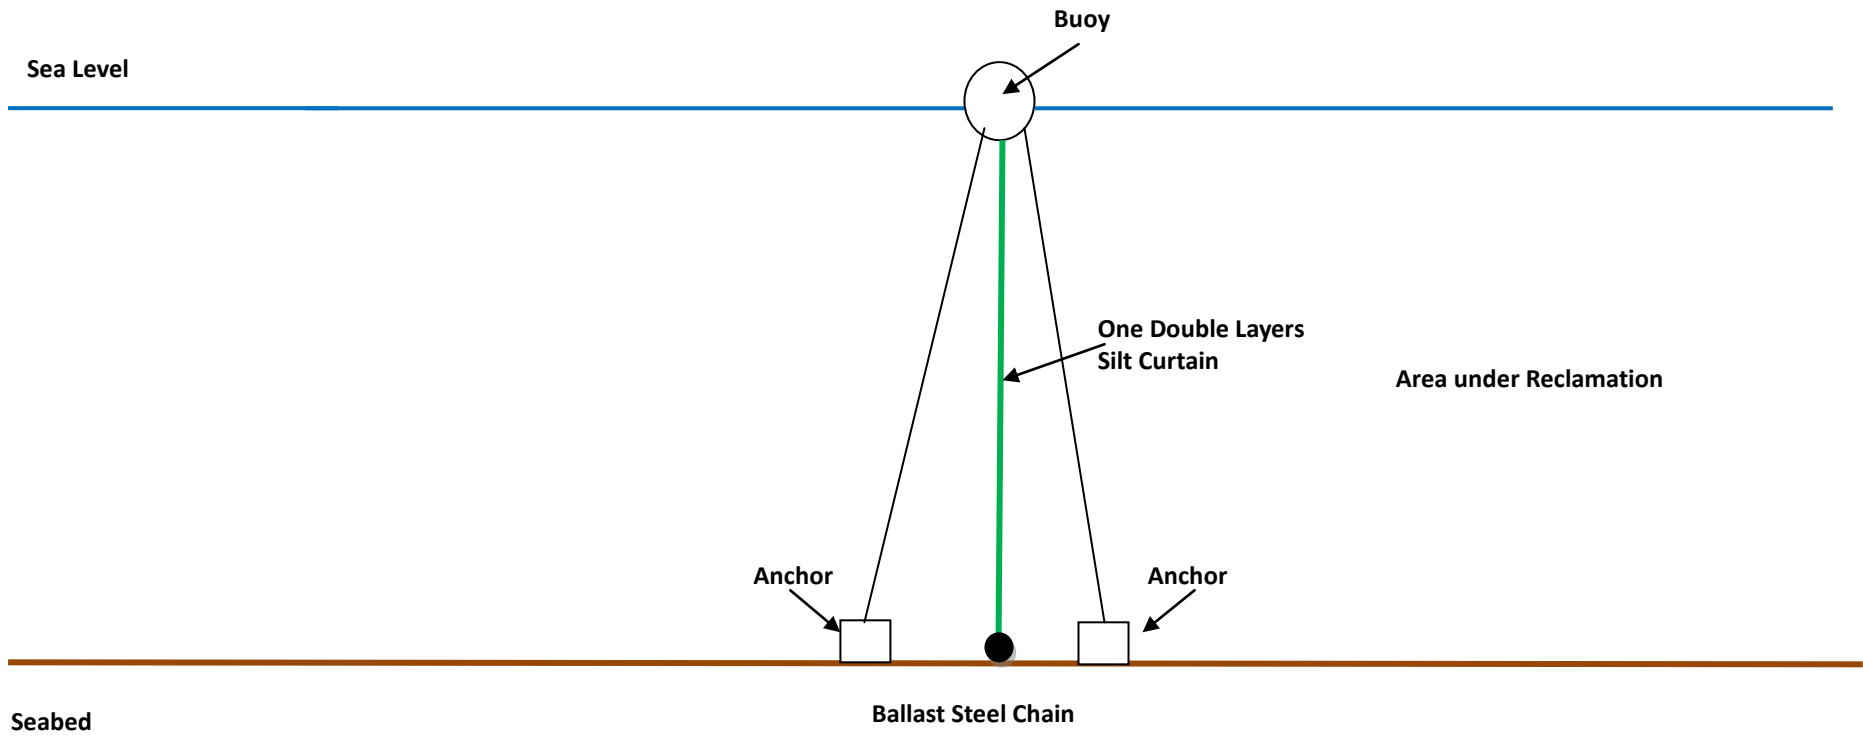 Buoy
Sea Level
One Double Layers
Silt Curtain
Area under Reclamation
Anchor
Anchor
Ballast Steel Chain
Seabed